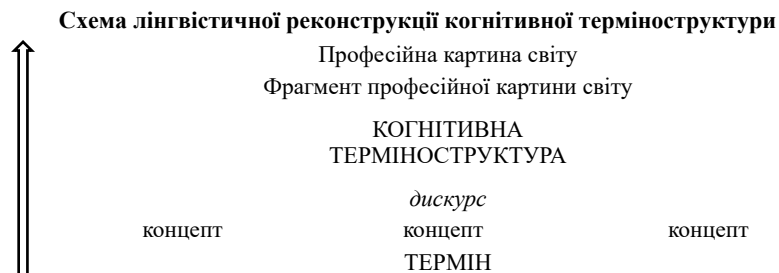 Схема лінгвістичної реконструкції когнітивної терміноструктури
Професійна картина світу
Фрагмент професійної картини світу
КОГНІТИВНА
ТЕРМІНОСТРУКТУРА
дискурс
концепт концепт концепт
ТЕРМІН